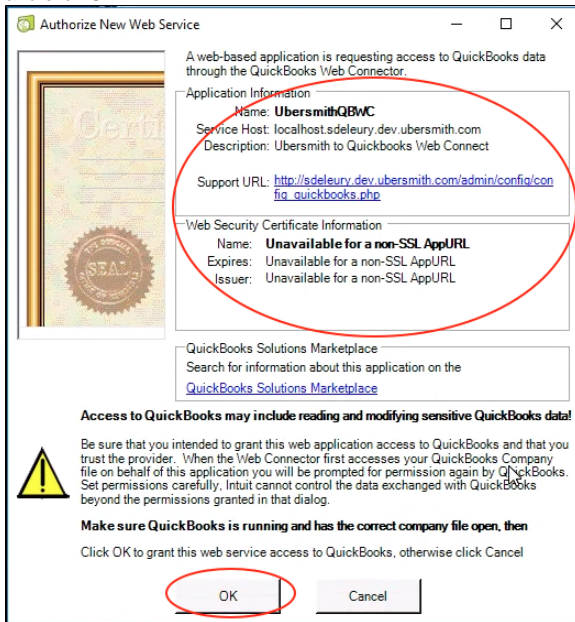 Authorize New Web Service
A web-based application is requesting access to QuickBooks data
through the QuickBooks Web Connector.
Application Information
Name: UbersmithQBWC
Service Host: localhost.sdeleury.dev.ubersmith.com
Description: Ubersmith to Quickbooks Web Connect
Support URL: http://sdeleury.dev.ubersmith.com/admin/config/con
fig_quickbooks.php
Web Security Certificate Information
Name: Unavailable for a non-SSL AppURL
Expires: Unavailable for a non-SSL AppURL
Issuer: Unavailable for a non-SSL AppURL
QuickBooks Solutions Marketplace
Search for information about this application on the
QuickBooks Solutions Marketplace
Certi
SEAL
Access to QuickBooks may include reading and modifying sensitive QuickBooks data!
Be sure that you intended to grant this web application access to QuickBooks and that you
trust the provider. When the Web Connector first accesses your QuickBooks Company
file on behalf of this application you will be prompted for permission again by QuickBooks.
Set permissions carefully, Intuit cannot control the data exchanged with QuickBooks
beyond the permissions granted in that dialog.
Make sure QuickBooks is running and has the correct company file open, then
Click OK to grant this web service access to QuickBooks, otherwise click Cancel
OK
Cancel